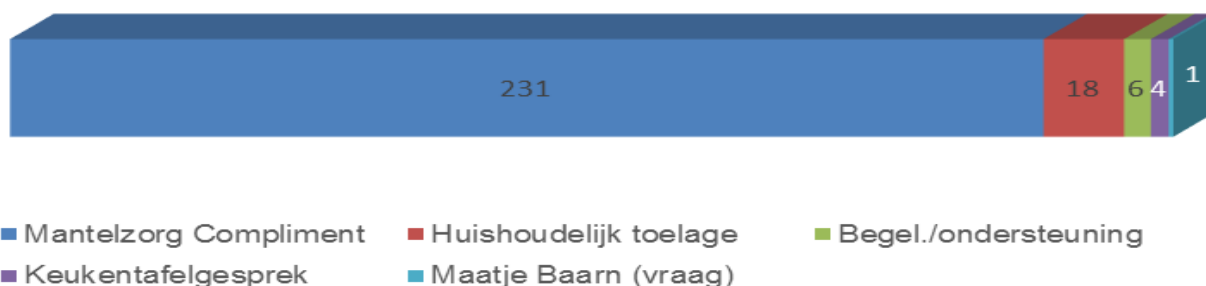 231 18 6 4 1
Mantelzorg Compliment Huishoudelijk toelage Begel./ondersteuning
Keukentafelgesprek Maatje Baarn (vraag)